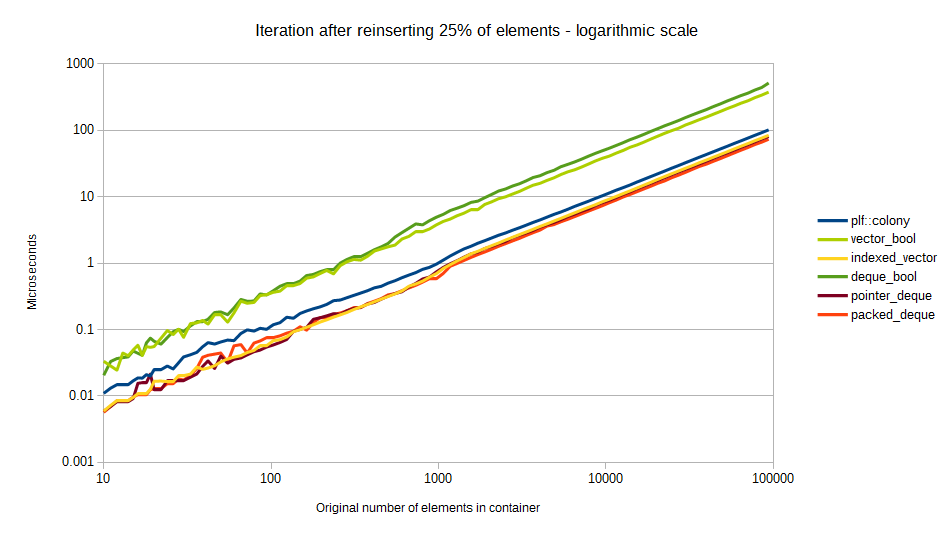 Iteration after reinserting 25% of elements - logarithmic scale
1000
100
10
1
0.1
0.01
0.001
10 100 1000 10000 100000
Microseconds
Original number of elements in container
plf::colony
vector_bool
indexed_vector
deque_bool
pointer_deque
packed_deque